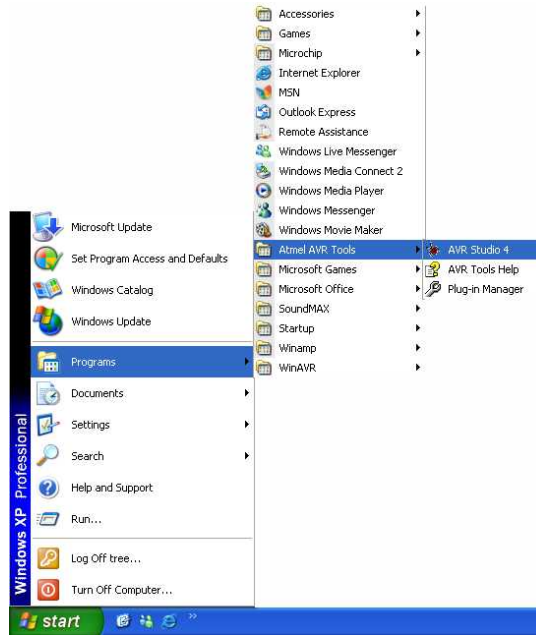 Accessories
Games
Microchip
Internet Explorer
MSN
Outlook Express
Remote Assistance
Windows Live Messenger
Windows Media Connect 2
Windows Media Player
Windows Messenger
Windows Movie Maker
Atmel AVR Tools
Microsoft Games
Microsoft Office
SoundMAX
Startup
Winamp
WinAVR
AVR Studio 4
AVR Tools Help
Plug-in Manager
Microsoft Update
Set Program Access and Defaults
Windows Catalog
Windows Update
Programs
Documents
Settings
Search
Help and Support
Run...
Log Off tree...
Turn Off Computer...
Windows XP Professional
start